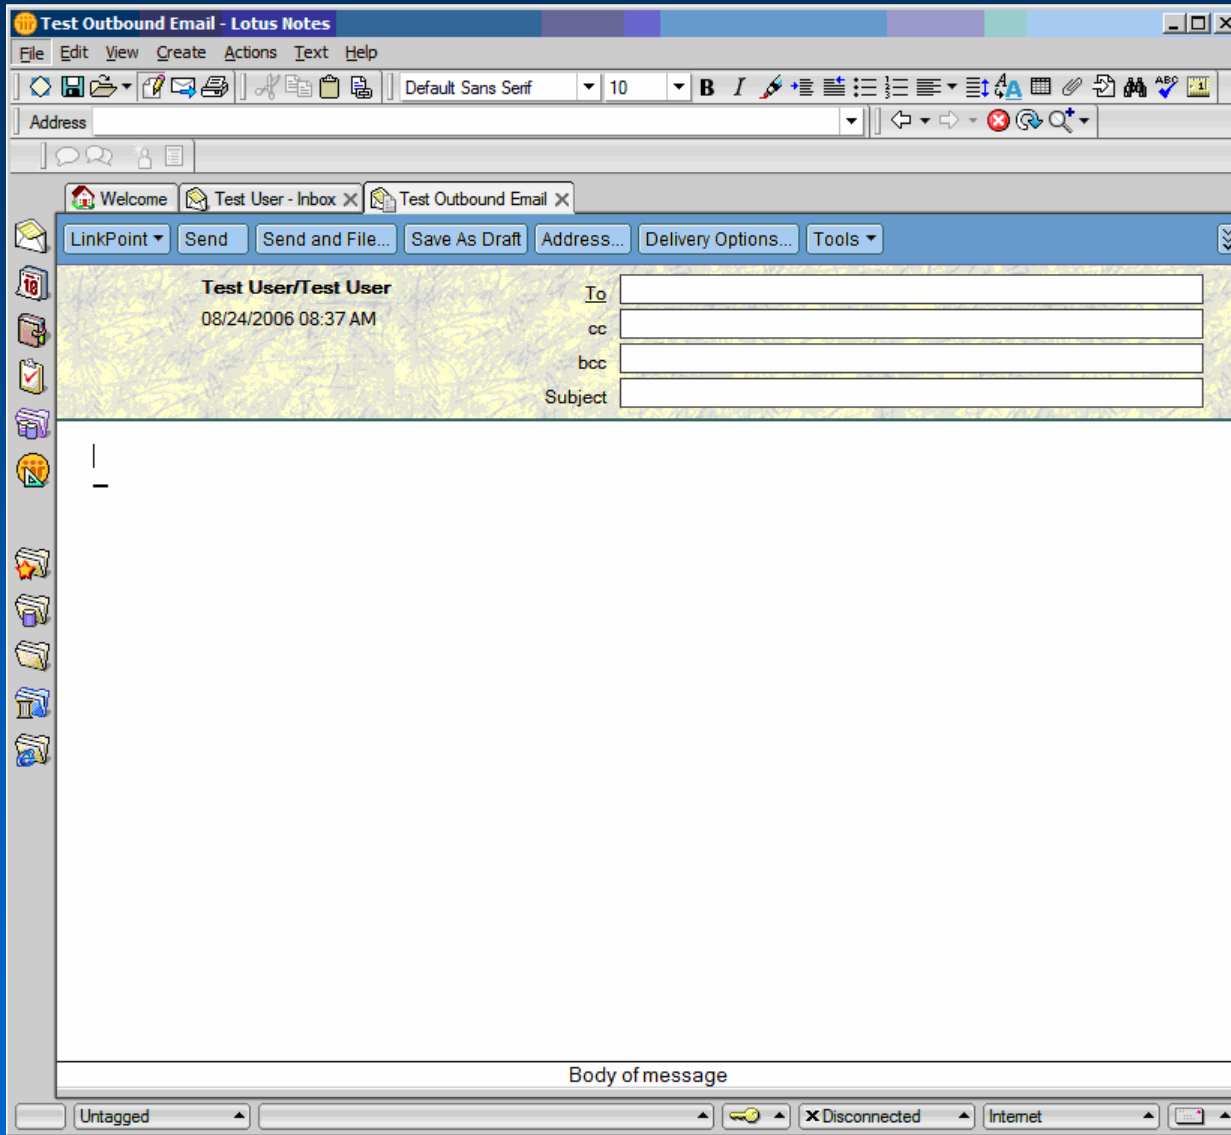 Test Outbound Email - Lotus Notes
File Edit View Create Actions Text Help
Default Sans Serif 10 B I
Address
Welcome Test User - Inbox Test Outbound Email
LinkPoint Send Send and File... Save As Draft Address... Delivery Options... Tools
Test User/Test User To
08/24/2006 08:37 AM cc
bcc
Subject
Body of message
Untagged Disconnected Internet